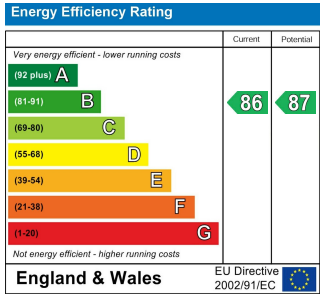 Energy Efficiency Rating
Current Potential
Very energy efficient - lower running costs
(92 plus) A
(81-91) B 86 87
(69-80) C
(55-68) D
(39-54) E
(21-38) F
(1-20) G
Not energy efficient - higher running costs
England & Wales
EU Directive
2002/91/EC